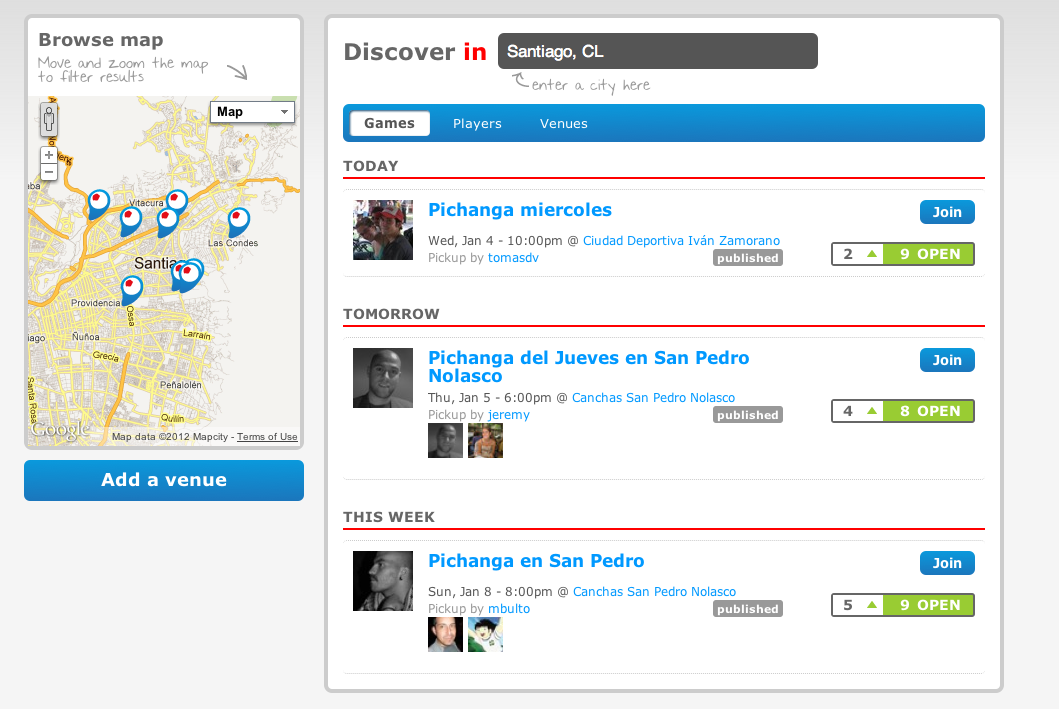 Browse map
Move and zoom the map
to filter results
Map
Vitacura
Las Condes
Providencia
Ossa
Larrain
Ñuñoa
Grecia
Peñalolén
Santa Rosa
Quilin
Google
Map data ©2012 Mapcity - Terms of Use
Add a venue
Discover in Santiago, CL
enter a city here
Games Players Venues
TODAY
Pichanga miercoles
Join
Wed, Jan 4 - 10:00pm @ Ciudad Deportiva Iván Zamorano
Pickup by tomasdv
published
2 9 OPEN
TOMORROW
Pichanga del Jueves en San Pedro
Nolasco
Join
Thu, Jan 5 - 6:00pm @ Canchas San Pedro Nolasco
Pickup by jeremy
published
4 8 OPEN
THIS WEEK
Pichanga en San Pedro
Join
Sun, Jan 8 - 8:00pm @ Canchas San Pedro Nolasco
Pickup by mbulto
published
5 9 OPEN